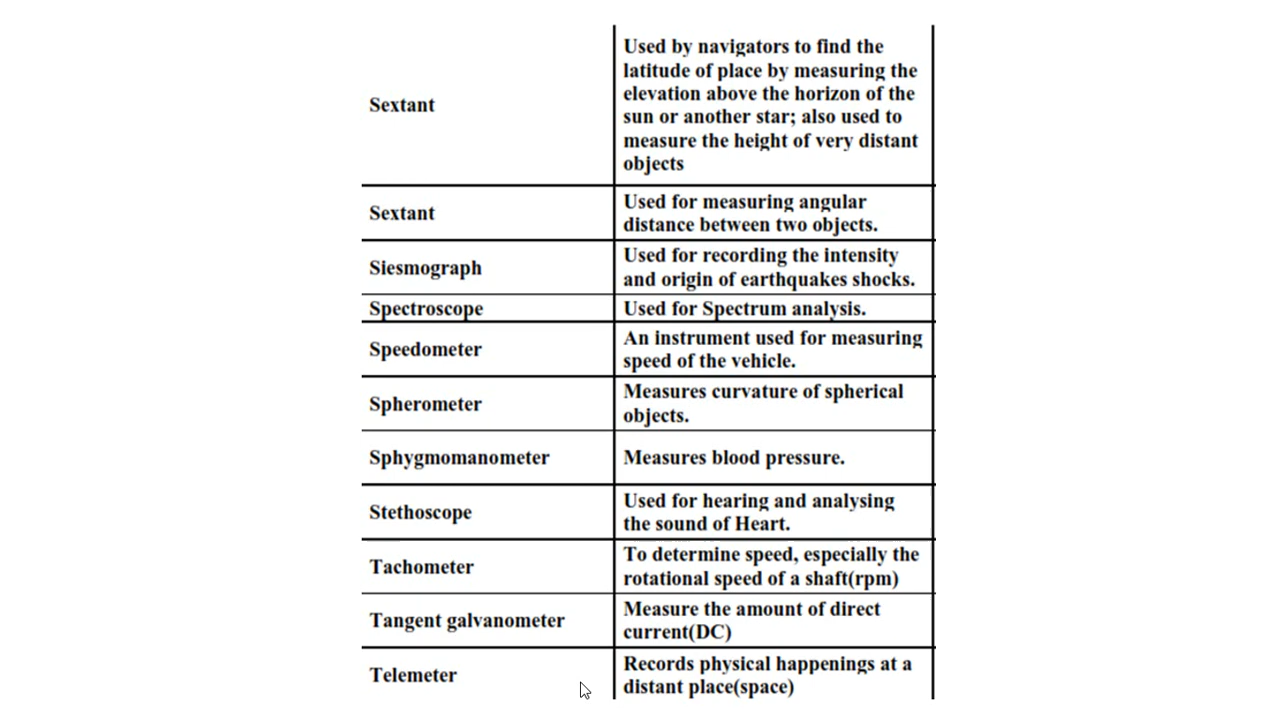 Sextant
Used by navigators to find the
latitude of place by measuring the
elevation above the horizon of the
sun or another star; also used to
measure the height of very distant
objects
Sextant
Used for measuring angular
distance between two objects.
Siesmograph
Used for recording the intensity
and origin of earthquakes shocks.
Spectroscope
Used for Spectrum analysis.
Speedometer
An instrument used for measuring
speed of the vehicle.
Spherometer
Measures curvature of spherical
objects.
Sphygmomanometer
Measures blood pressure.
Stethoscope
Used for hearing and analysing
the sound of Heart.
Tachometer
To determine speed, especially the
rotational speed of a shaft(rpm)
Tangent galvanometer
Measure the amount of direct
current(DC)
Telemeter
Records physical happenings at a
distant place(space)